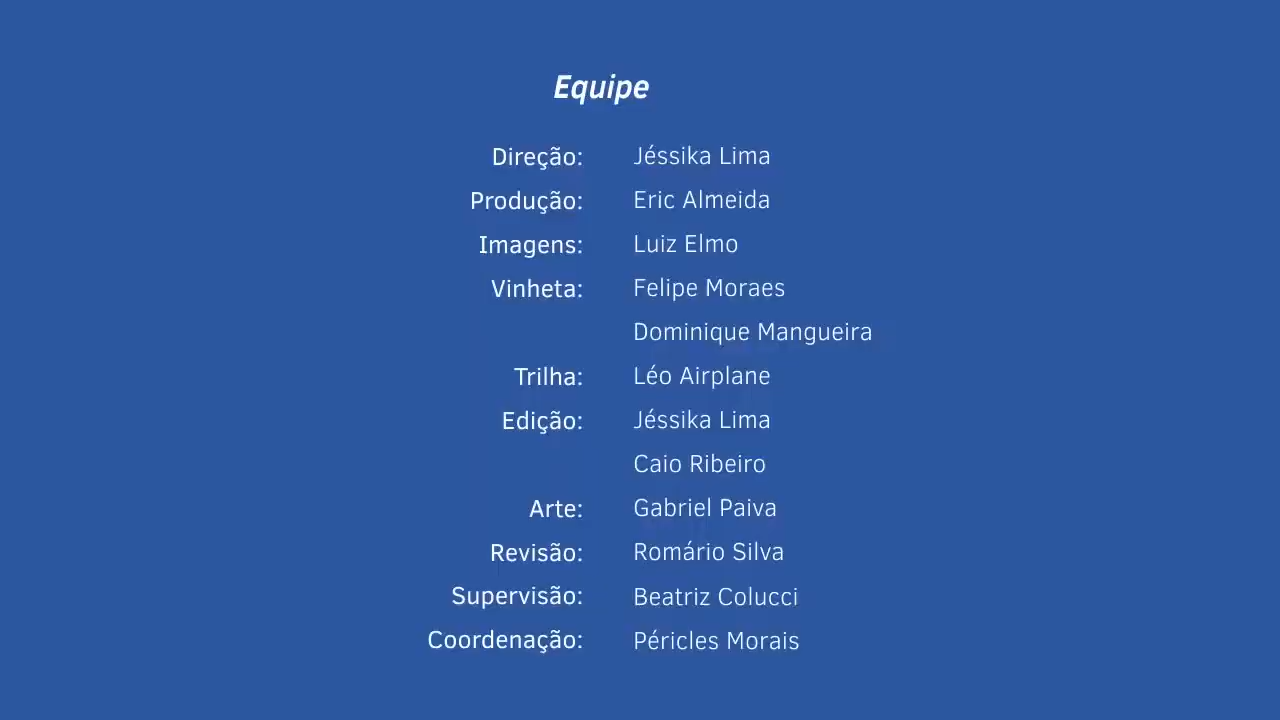 Equipe
Direção: Jéssika Lima
Produção: Eric Almeida
Imagens: Luiz Elmo
Vinheta: Felipe Moraes
Dominique Mangueira
Trilha: Léo Airplane
Edição: Jéssika Lima
Caio Ribeiro
Arte: Gabriel Paiva
Revisão: Romário Silva
Supervisão: Beatriz Colucci
Coordenação: Péricles Morais